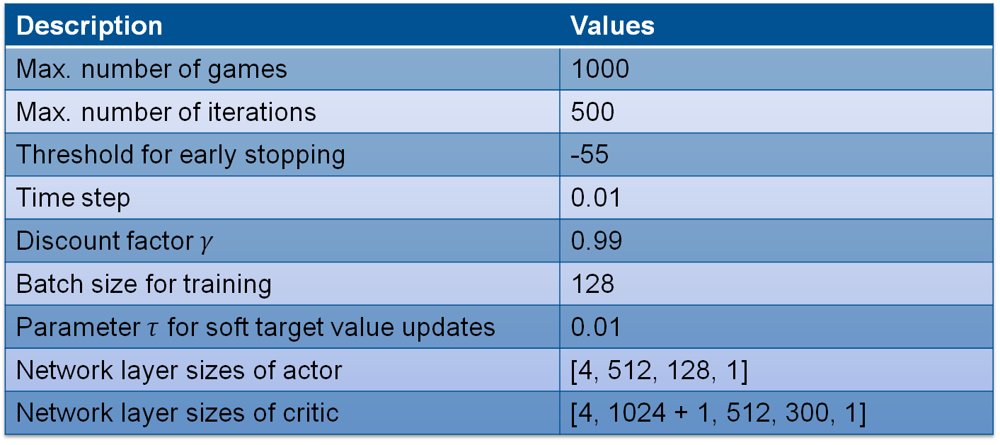 Description Values
Max. number of games 1000
Max. number of iterations 500
Threshold for early stopping -55
Time step 0.01
Discount factor γ 0.99
Batch size for training 128
Parameter τ for soft target value updates 0.01
Network layer sizes of actor [4, 512, 128, 1]
Network layer sizes of critic [4, 1024 + 1, 512, 300, 1]